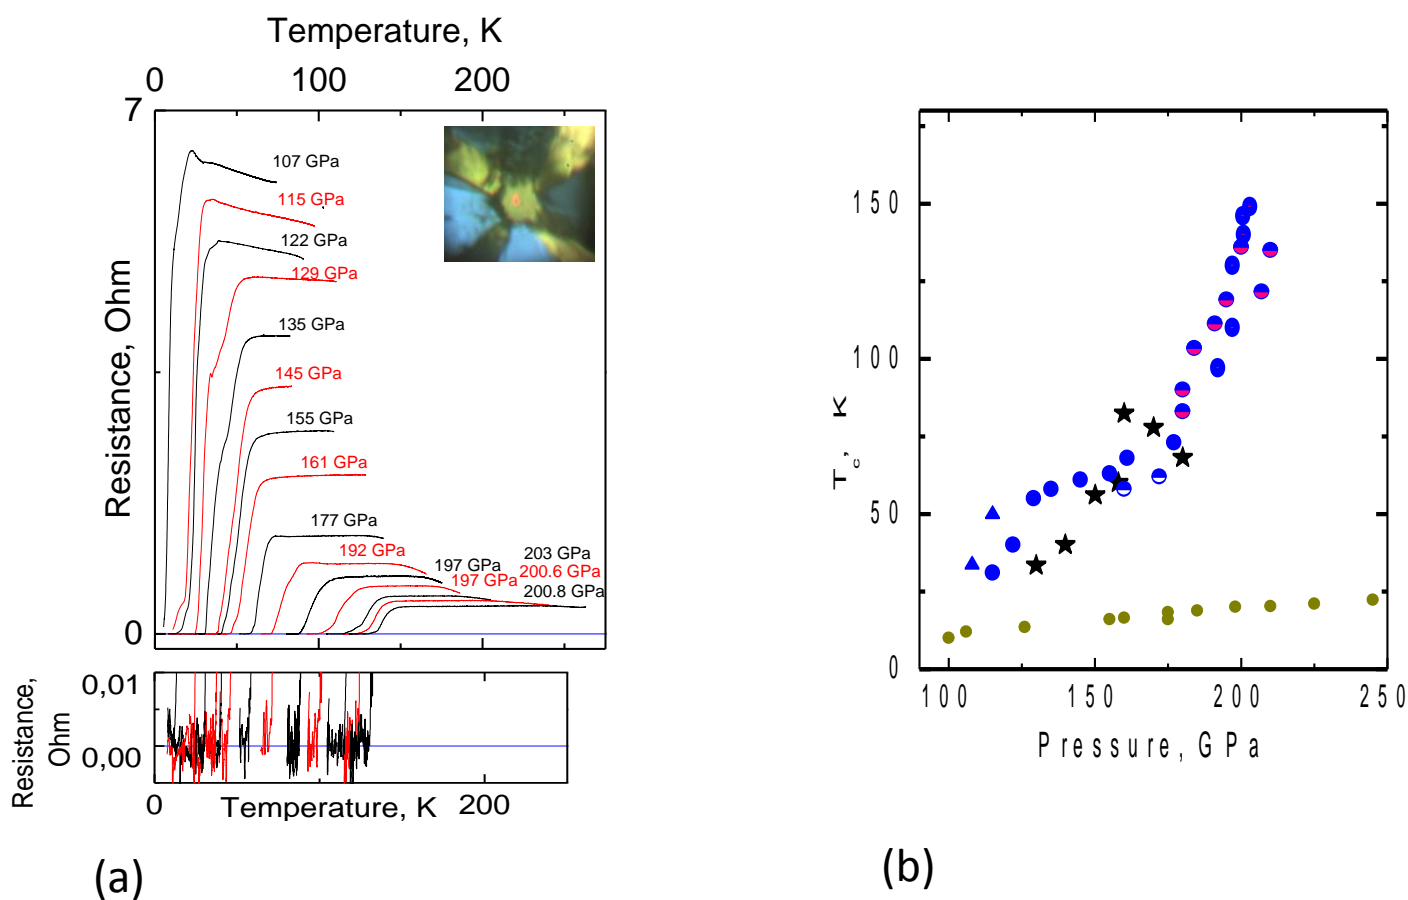 Temperature, K
0 100 200
7
107 GPa
115 GPa
122 GPa
129 GPa
135 GPa
145 GPa
155 GPa
161 GPa
177 GPa
192 GPa
197 GPa
203 GPa
197 GPa
200.6 GPa
200.8 GPa
0
Resistance, Ohm
0,01
0,00
Resistance,
Ohm
0 Temperature, K 200
(a)
150
100
50
0
T c, K
100 150 200 250
Pressure, GPa
(b)